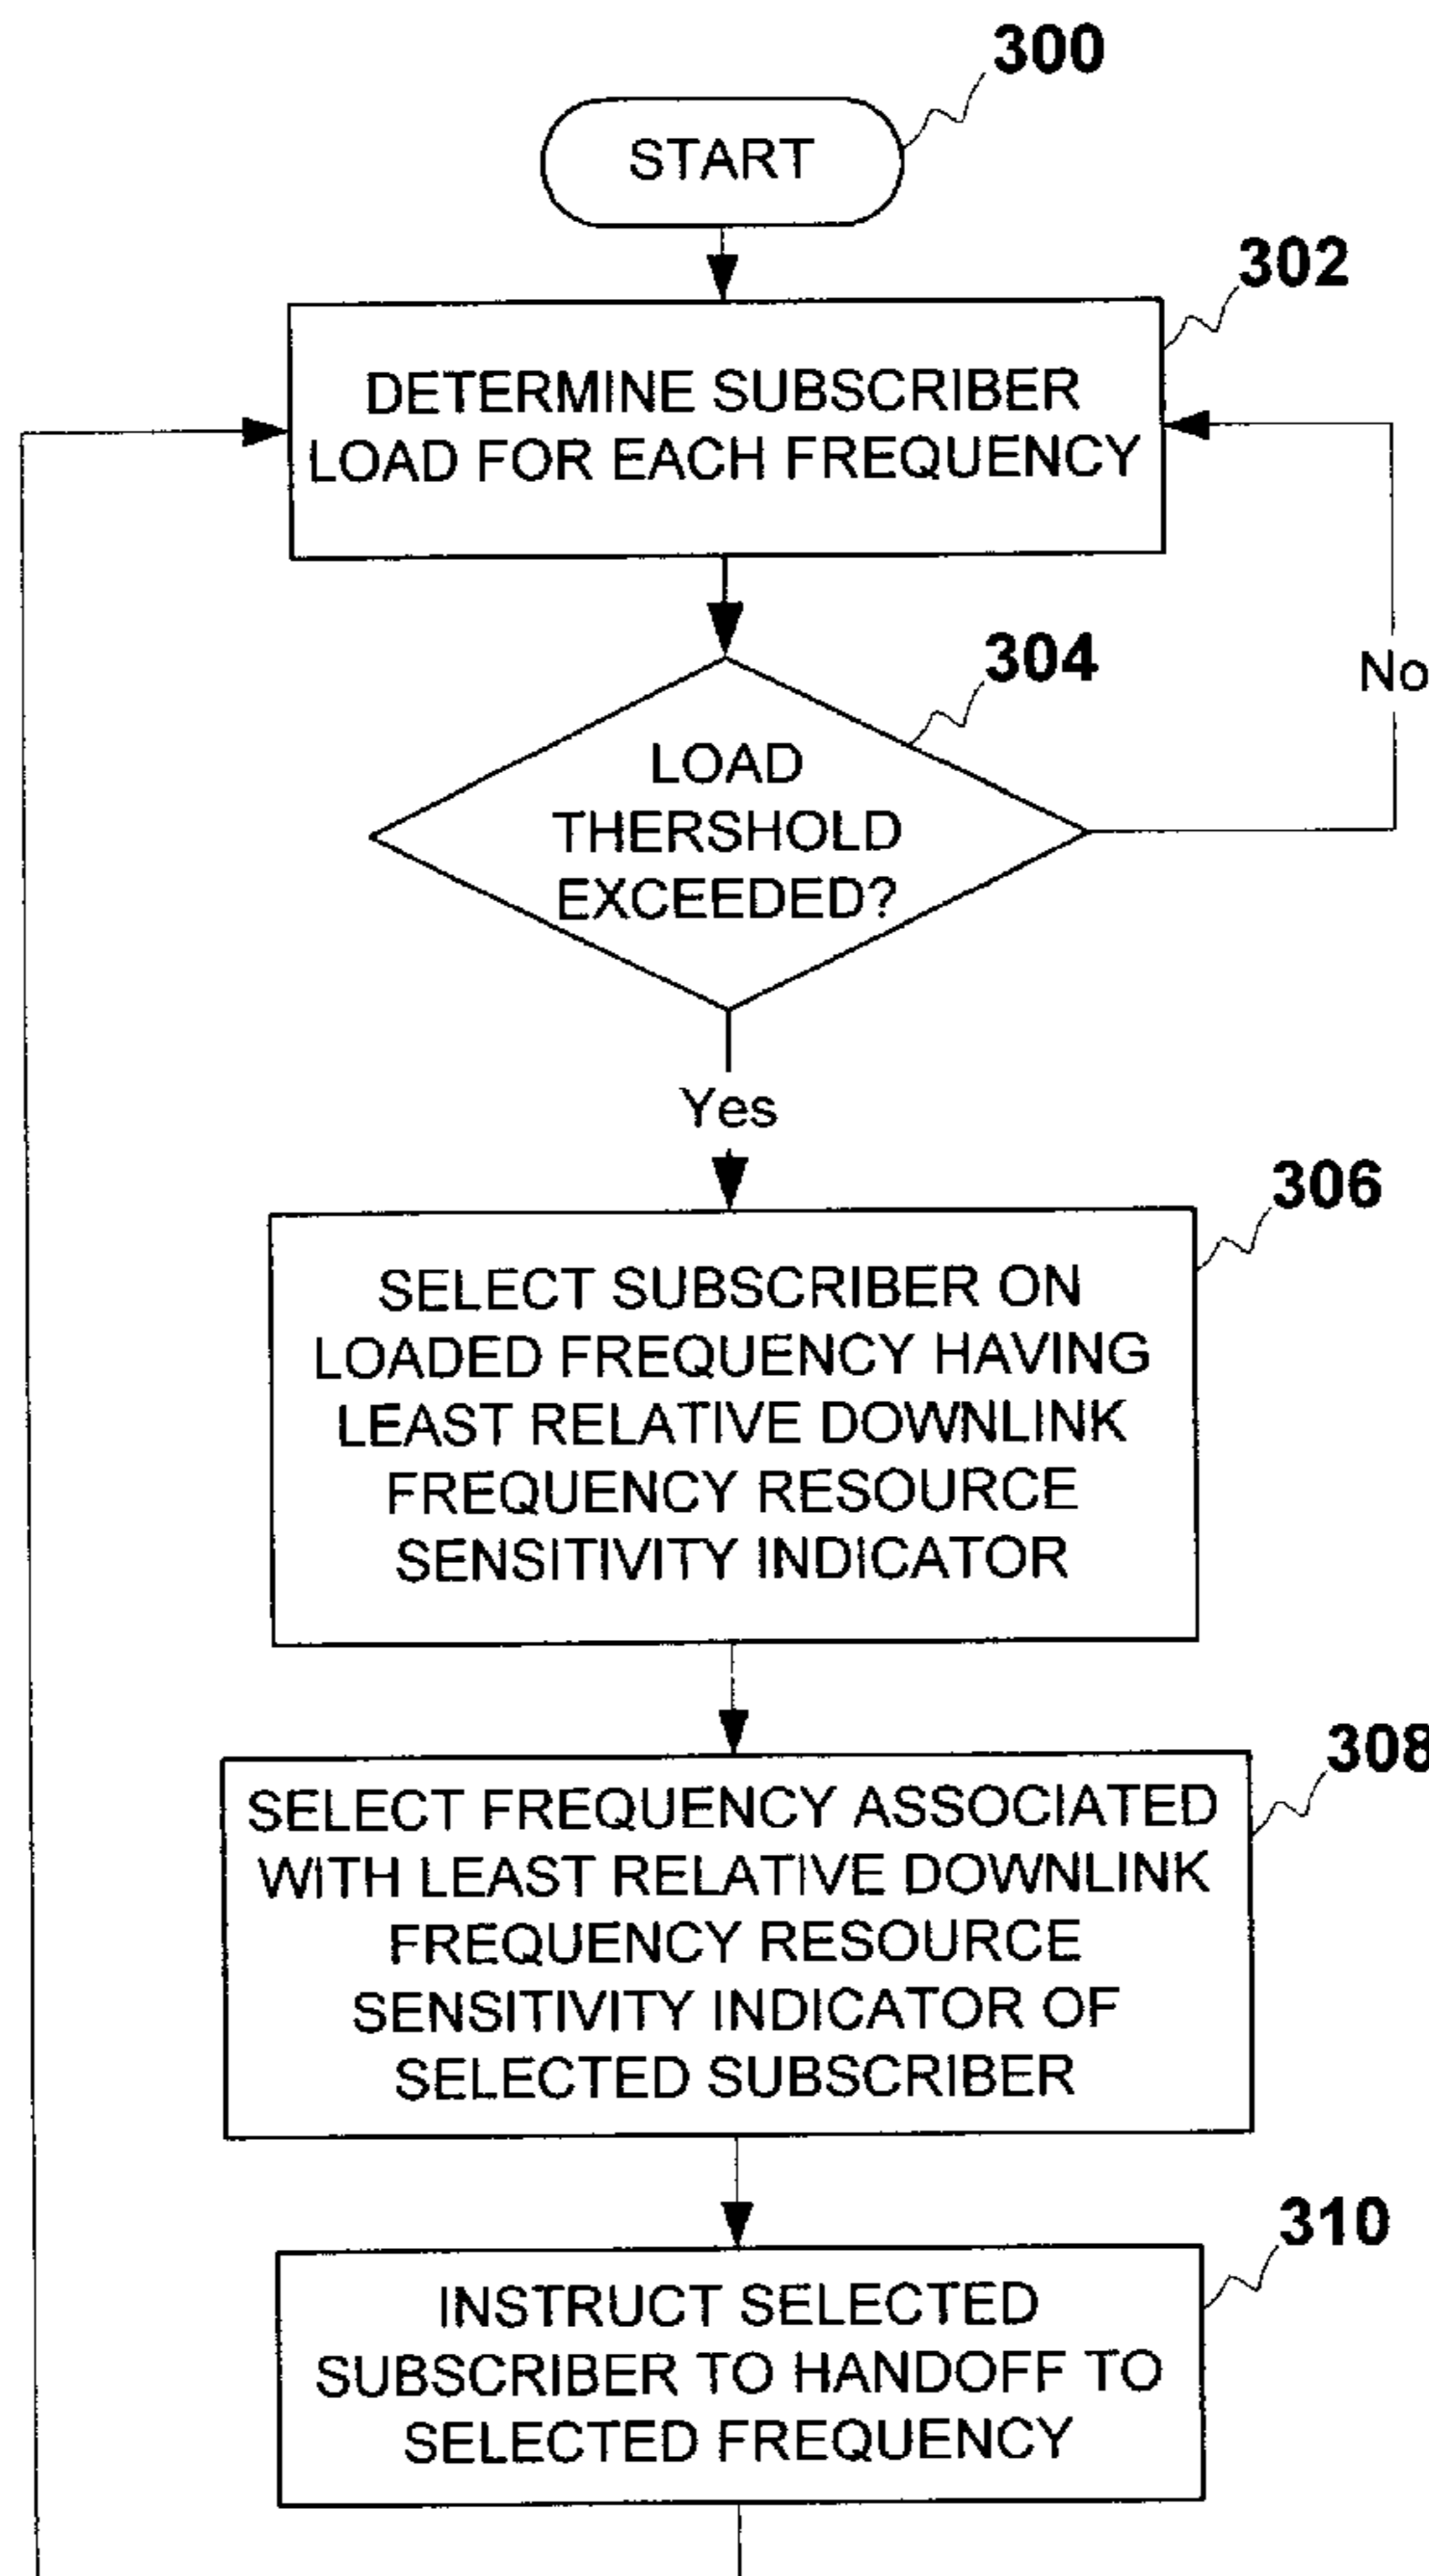 300
START
302
DETERMINE SUBSCRIBER
LOAD FOR EACH FREQUENCY
304
LOAD
THERSHOLD
EXCEEDED?
No
Yes
306
SELECT SUBSCRIBER ON
LOADED FREQUENCY HAVING
LEAST RELATIVE DOWNLINK
FREQUENCY RESOURCE
SENSITIVITY INDICATOR
308
SELECT FREQUENCY ASSOCIATED
WITH LEAST RELATIVE DOWNLINK
FREQUENCY RESOURCE
SENSITIVITY INDICATOR OF
SELECTED SUBSCRIBER
310
INSTRUCT SELECTED
SUBSCRIBER TO HANDOFF TO
SELECTED FREQUENCY